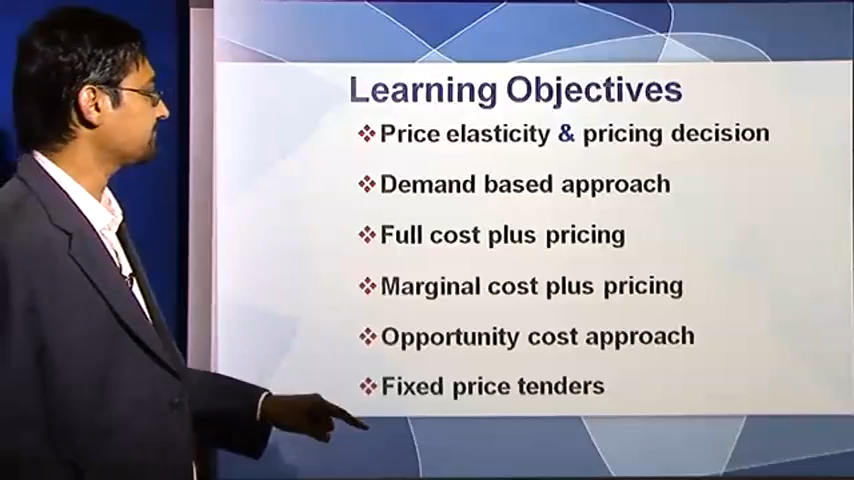 Learning Objectives
Price elasticity & pricing decision
Demand based approach
Full cost plus pricing
Marginal cost plus pricing
Opportunity cost approach
Fixed price tenders